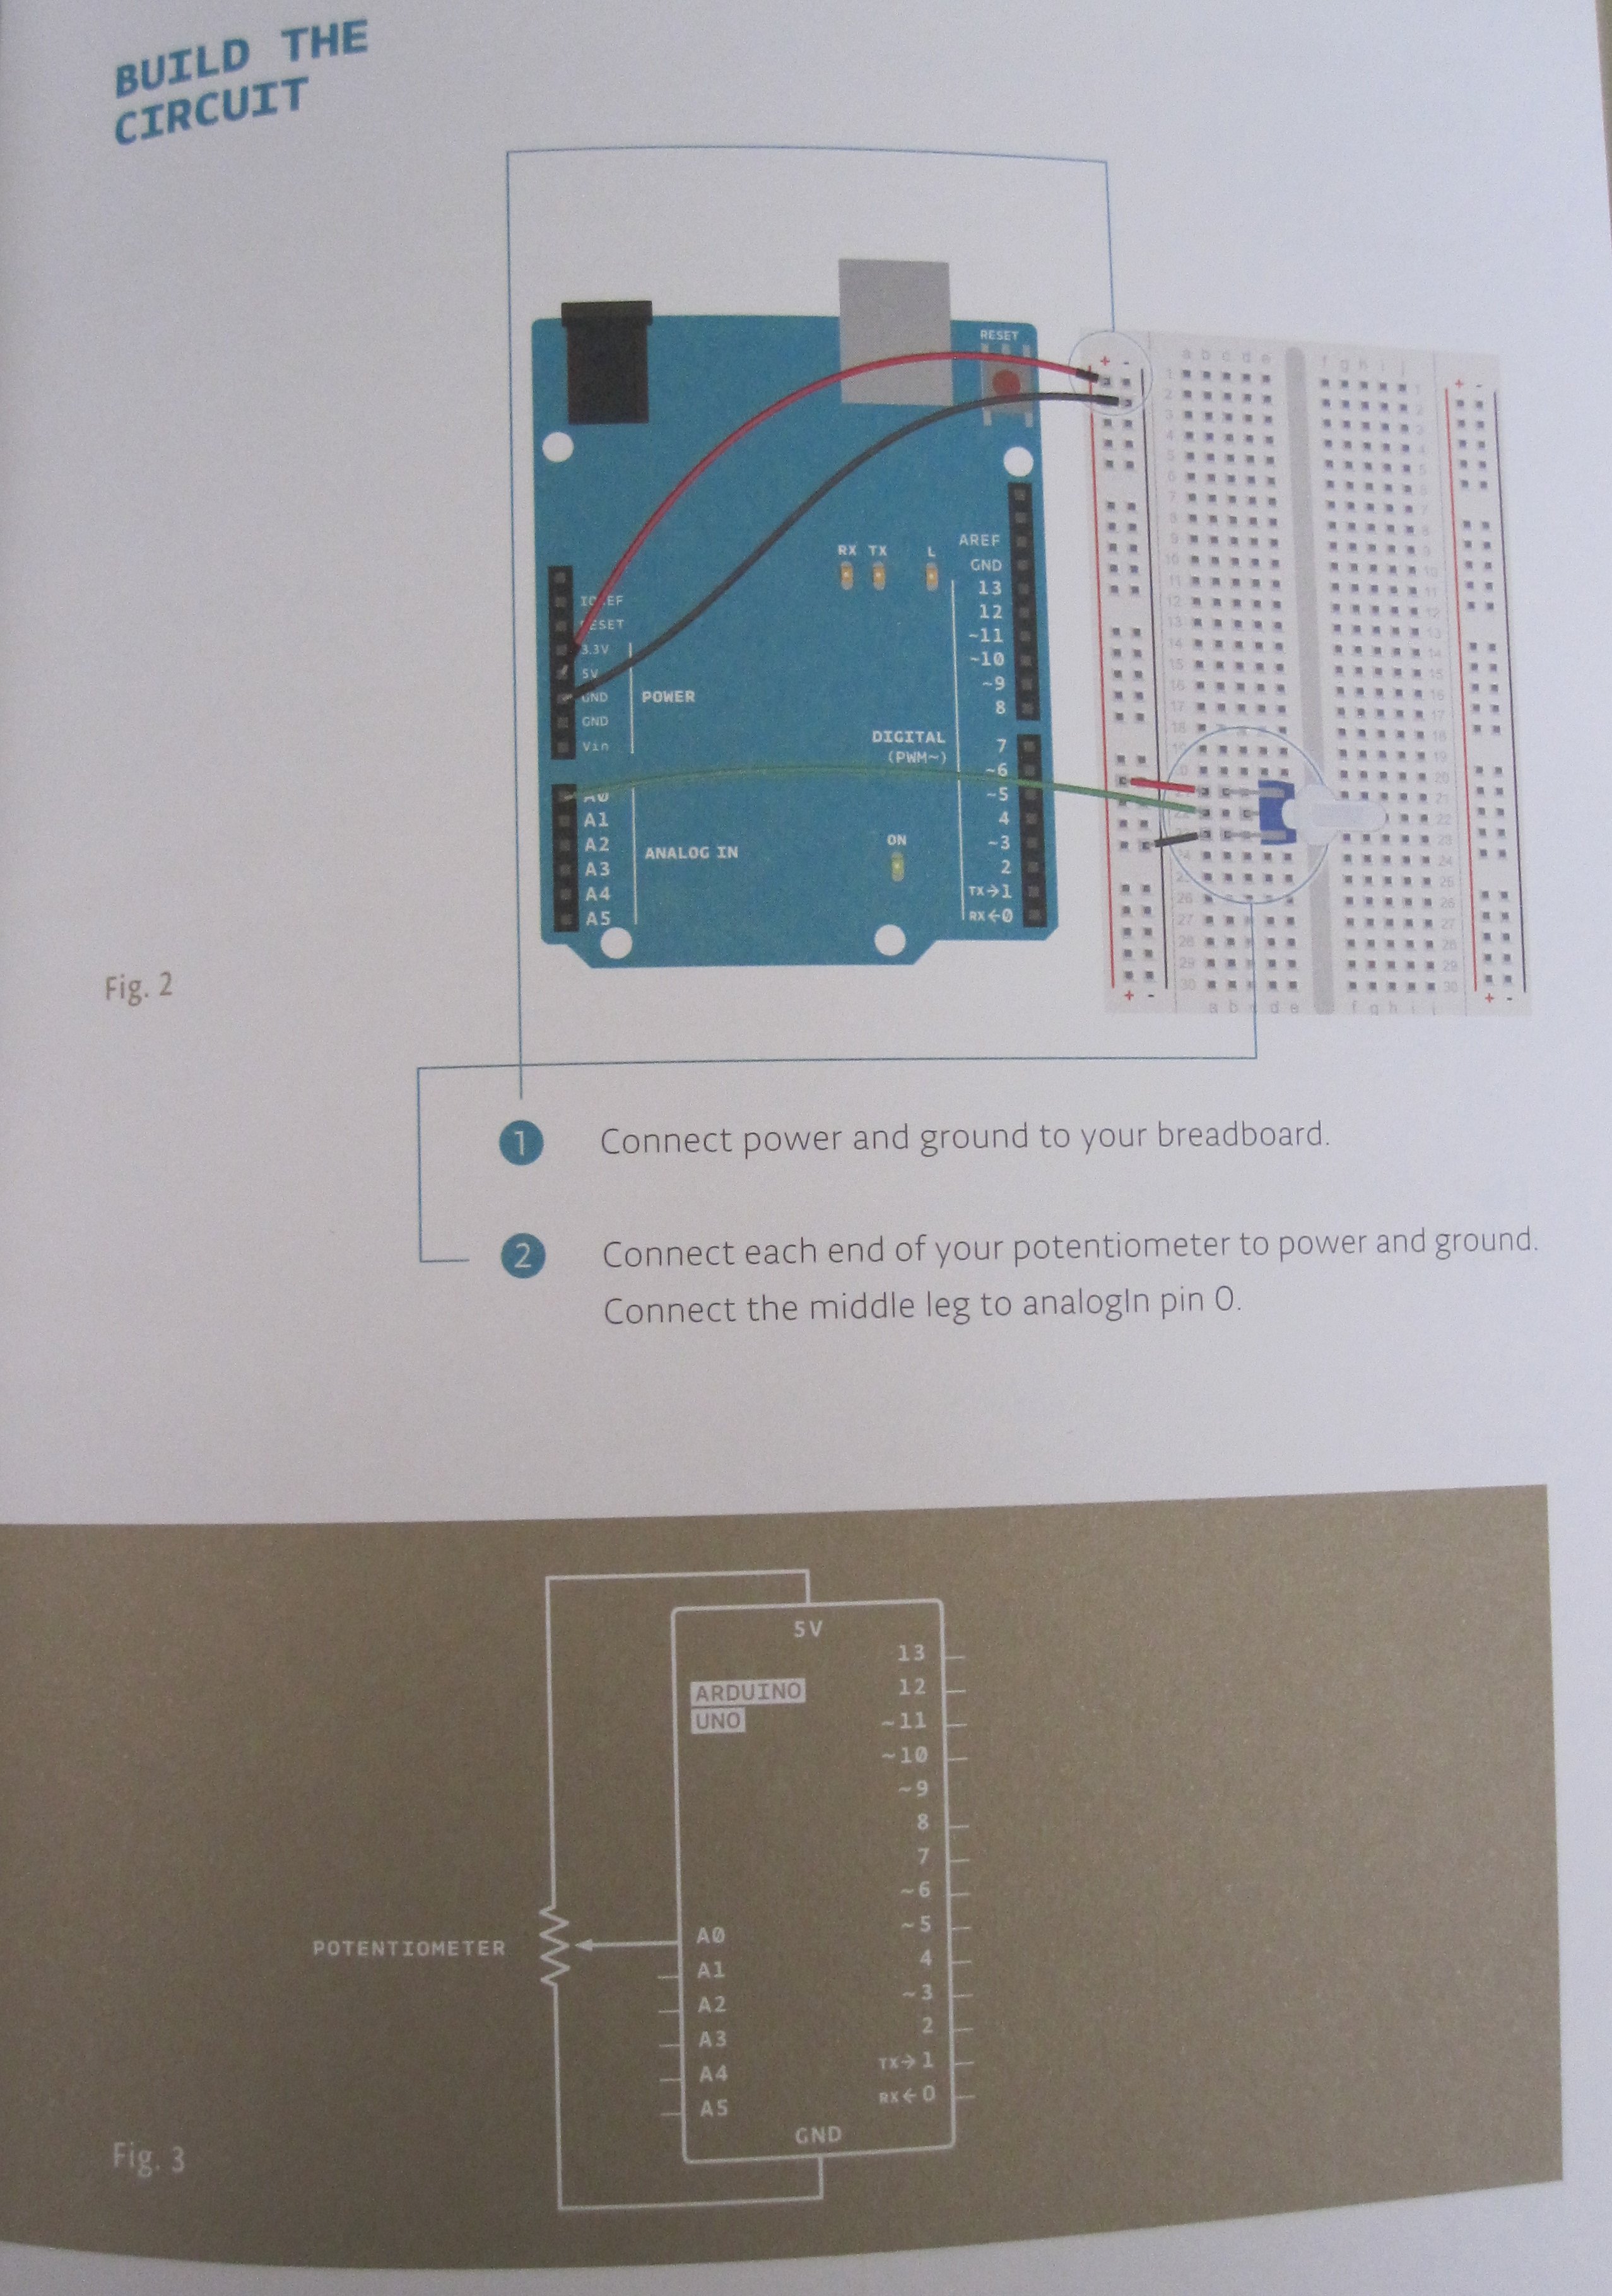 BUILD THE
CIRCUIT
RESET
+ -
a b c d e
f g h i j
+ -
AREF
GND
RX TX L
13
12
~11
~10
~9
8
RESET
3.3V
5V
GND
GND
Vin
POWER
DIGITAL
(PWM~)
7
~6
~5
4
~3
2
TX→1
RX←0
A0
A1
A2
A3
A4
A5
ANALOG IN
ON
+ -
+ -
Fig. 2
1 Connect power and ground to your breadboard.
2 Connect each end of your potentiometer to power and ground.
Connect the middle leg to analogIn pin 0.
5V
ARDUINO
UNO
13
12
~11
~10
~9
8
7
~6
~5
4
~3
2
TX→1
RX←0
POTENTIOMETER
A0
A1
A2
A3
A4
A5
GND
Fig. 3